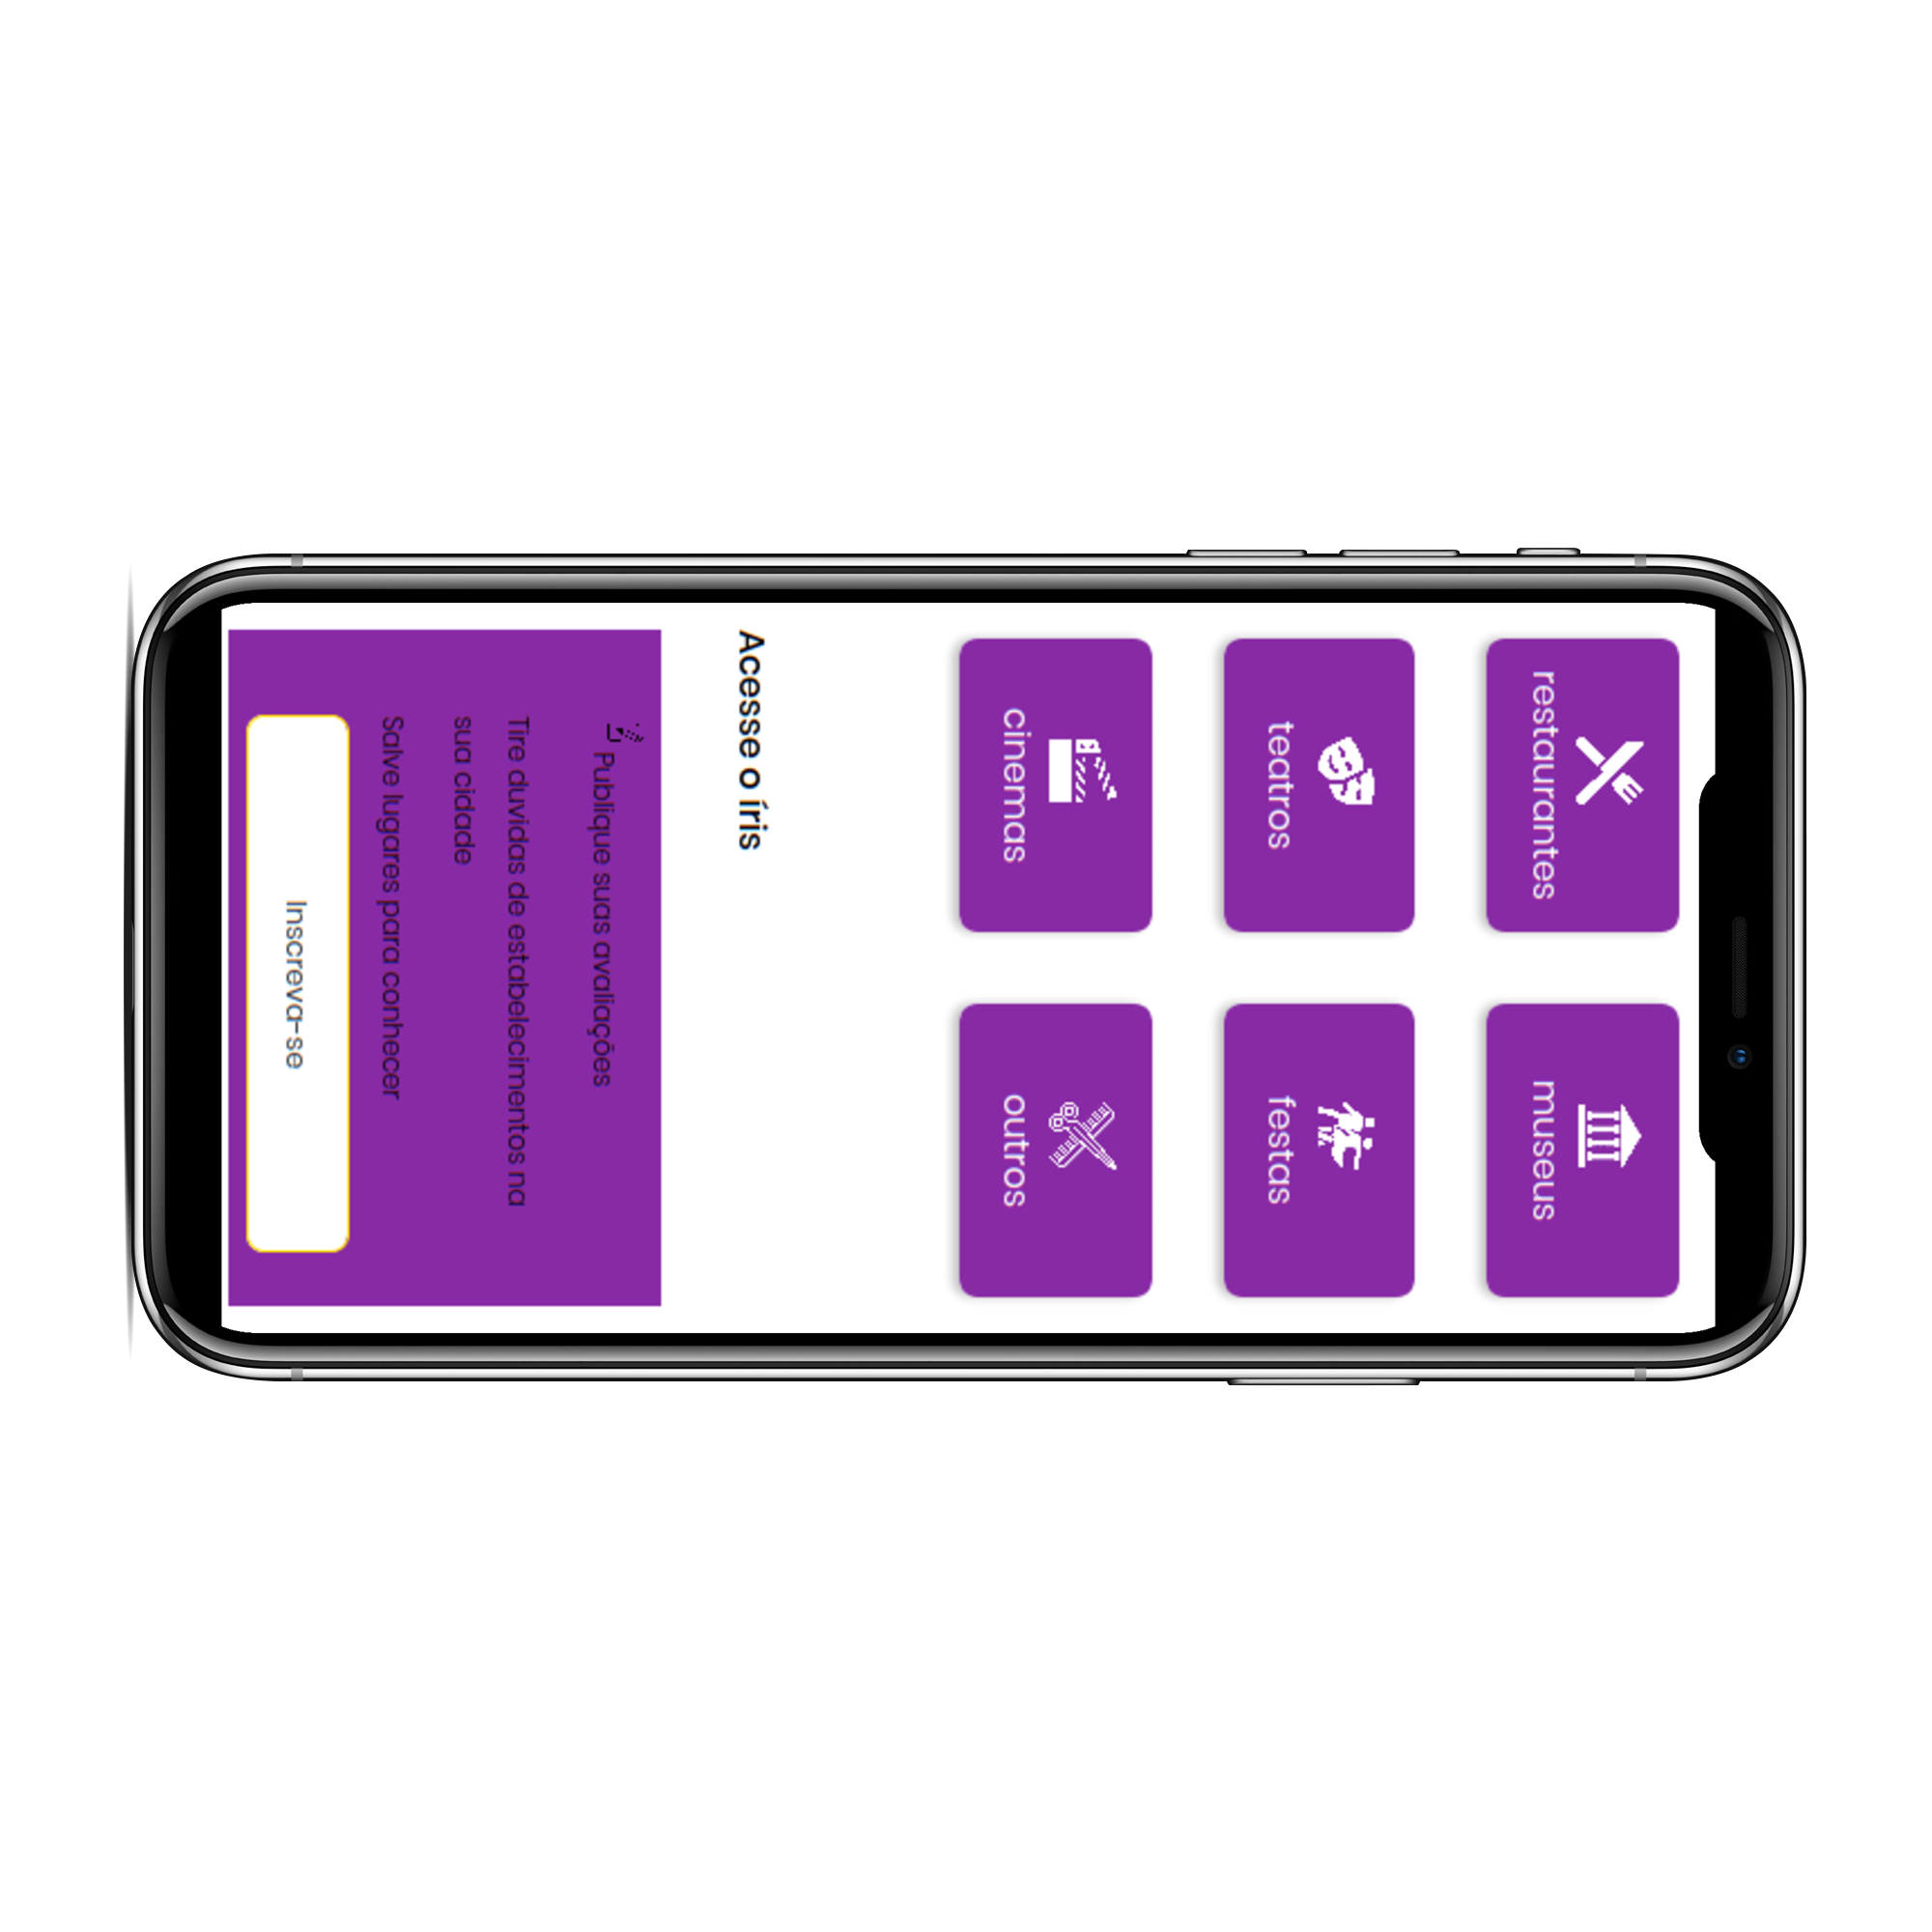 restaurantes
museus
teatros
festas
cinemas
outros
Acesse o íris
Publique suas avaliações
Tire duvidas de estabelecimentos na
sua cidade
Salve lugares para conhecer
Inscreva-se